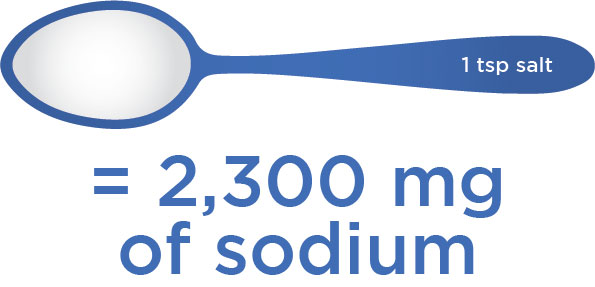 1 tsp salt
= 2,300 mg
of sodium